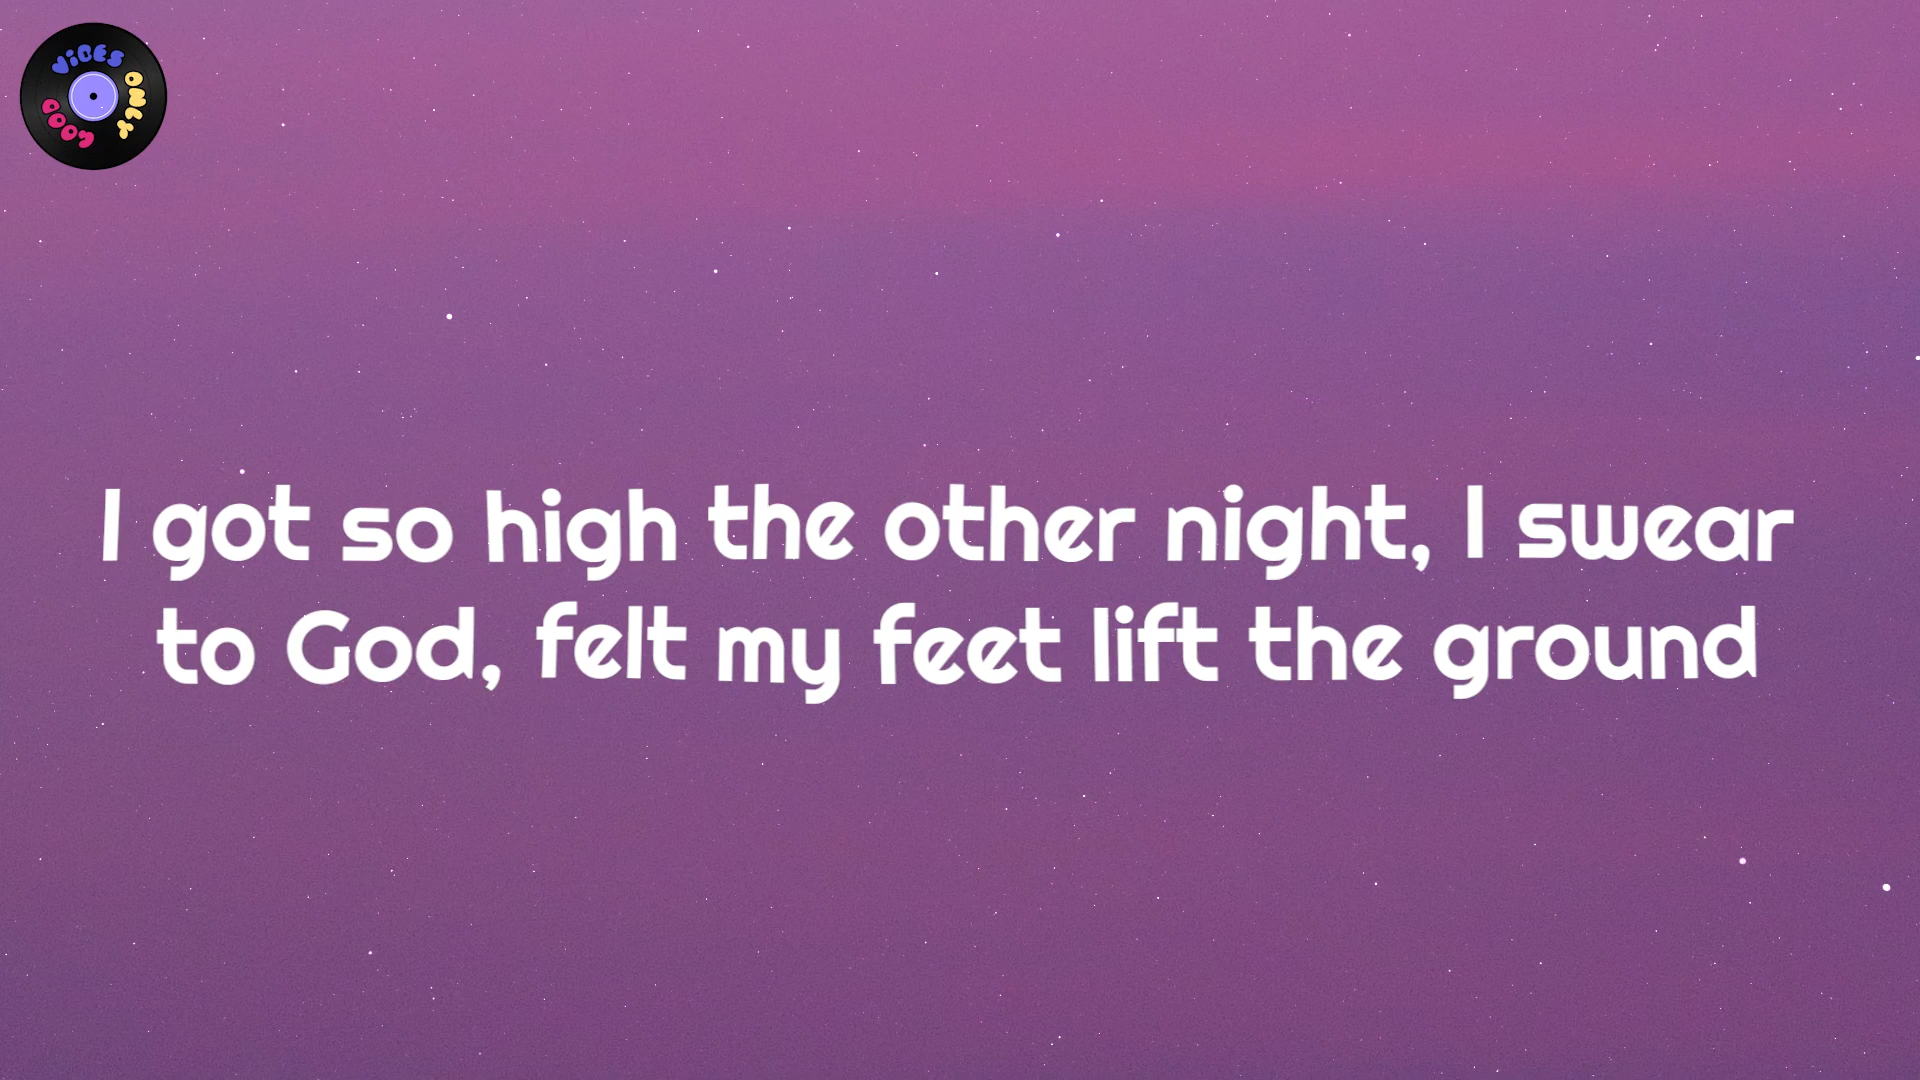 GOOD ViBES ONLY
I got so high the other night, I swear
to God, felt my feet lift the ground